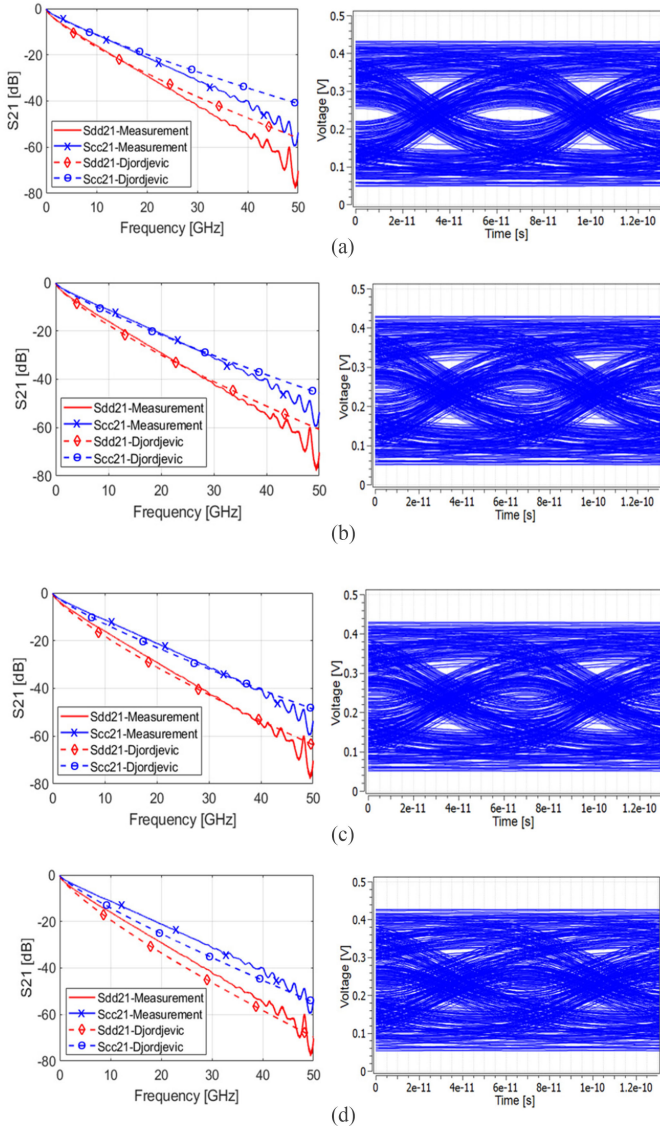 0
-20
-40
-60
-80
S21 [dB]
Sdd21-Measurement
Scc21-Measurement
Sdd21-Djordjevic
Scc21-Djordjevic
0 10 20 30 40 50
Frequency [GHz]
0.5
0.4
0.3
0.2
0.1
0
Voltage [V]
0 2e-11 4e-11 6e-11 8e-11 1e-10 1.2e-10
Time [s]
(a)
0
-20
-40
-60
-80
S21 [dB]
Sdd21-Measurement
Scc21-Measurement
Sdd21-Djordjevic
Scc21-Djordjevic
0 10 20 30 40 50
Frequency [GHz]
0.5
0.4
0.3
0.2
0.1
0
Voltage [V]
0 2e-11 4e-11 6e-11 8e-11 1e-10 1.2e-10
Time [s]
(b)
0
-20
-40
-60
-80
S21 [dB]
Sdd21-Measurement
Scc21-Measurement
Sdd21-Djordjevic
Scc21-Djordjevic
0 10 20 30 40 50
Frequency [GHz]
0.5
0.4
0.3
0.2
0.1
0
Voltage [V]
0 2e-11 4e-11 6e-11 8e-11 1e-10 1.2e-10
Time [s]
(c)
0
-20
-40
-60
-80
S21 [dB]
Sdd21-Measurement
Scc21-Measurement
Sdd21-Djordjevic
Scc21-Djordjevic
0 10 20 30 40 50
Frequency [GHz]
0.5
0.4
0.3
0.2
0.1
0
Voltage [V]
0 2e-11 4e-11 6e-11 8e-11 1e-10 1.2e-10
Time [s]
(d)